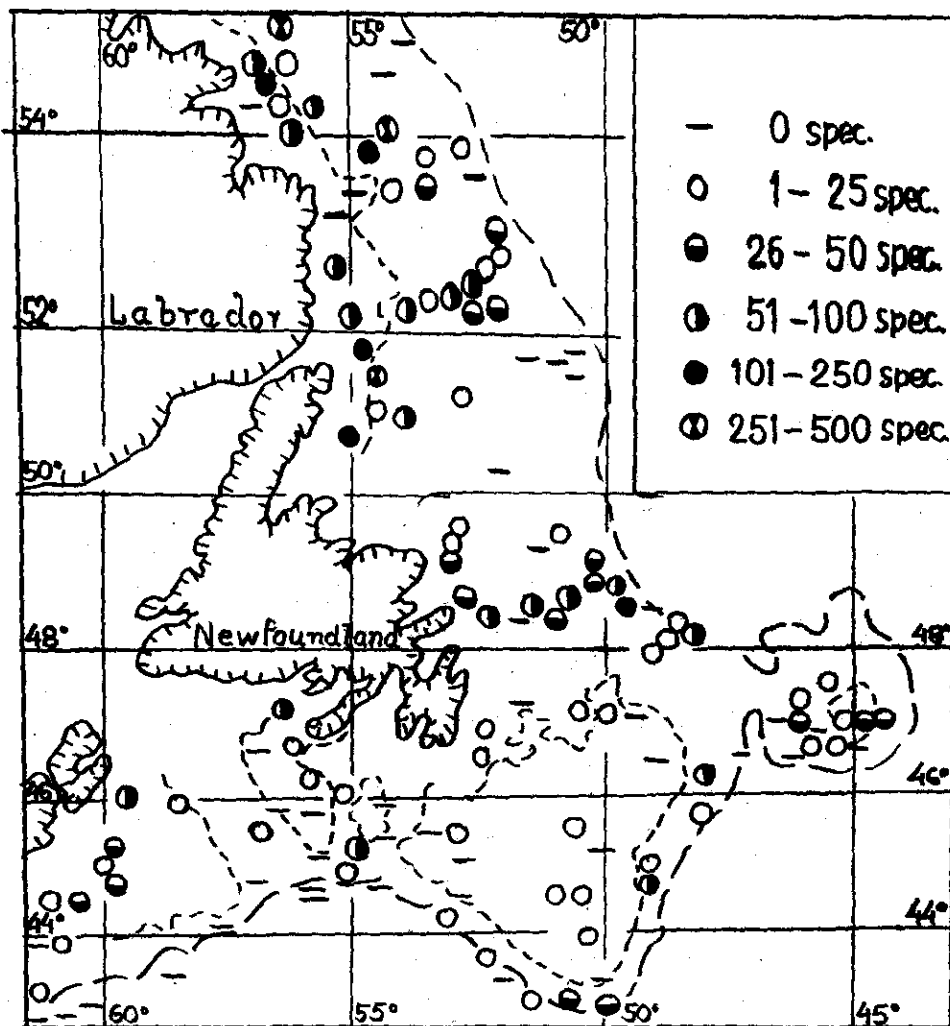 60° 55° 50°
54°
— 0 spec.
1 – 25 spec.
26 – 50 spec.
51 – 100 spec.
101 – 250 spec.
251 – 500 spec.
52° Labrador
50°
48° Newfoundland 48°
46° 46°
44° 44°
60° 55° 50° 45°